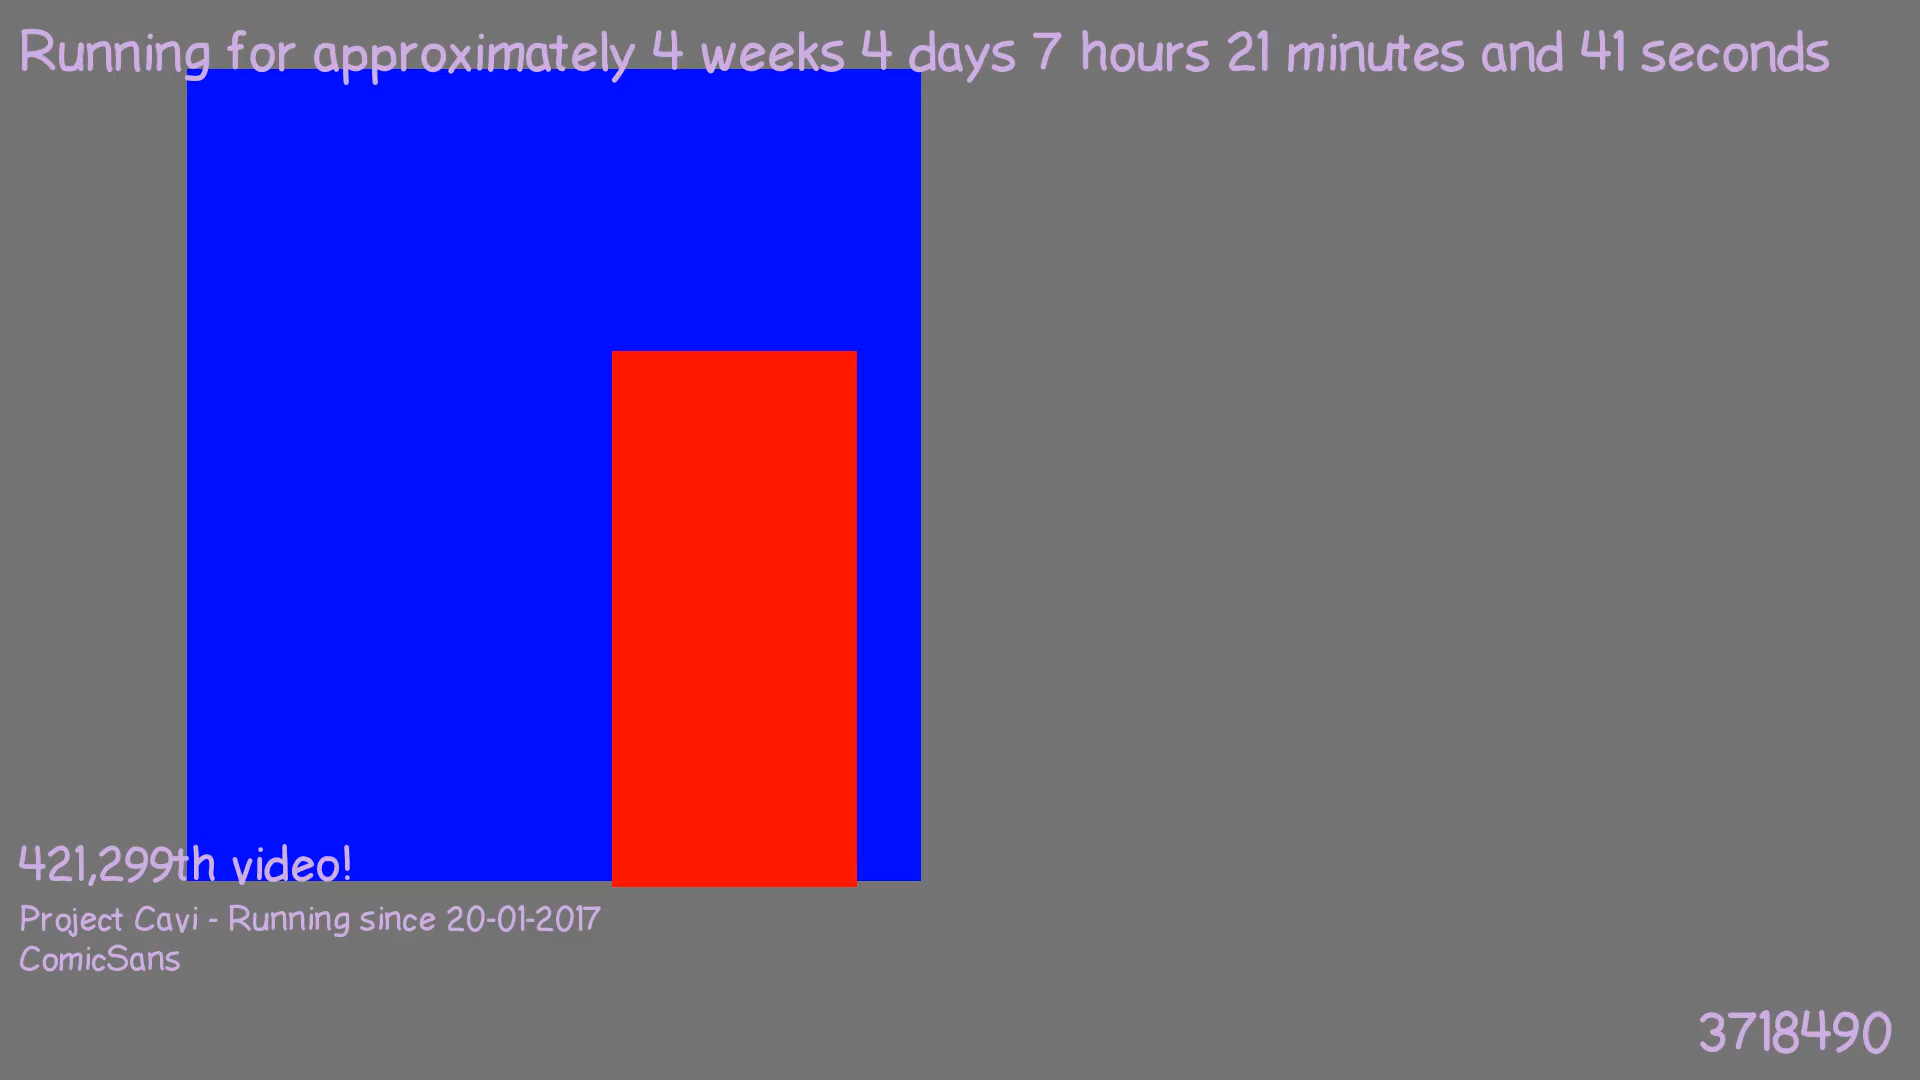 Running for approximately 4 weeks 4 days 7 hours 21 minutes and 41 seconds
421,299th video!
Project Cavi - Running since 20-01-2017
ComicSans
3718490